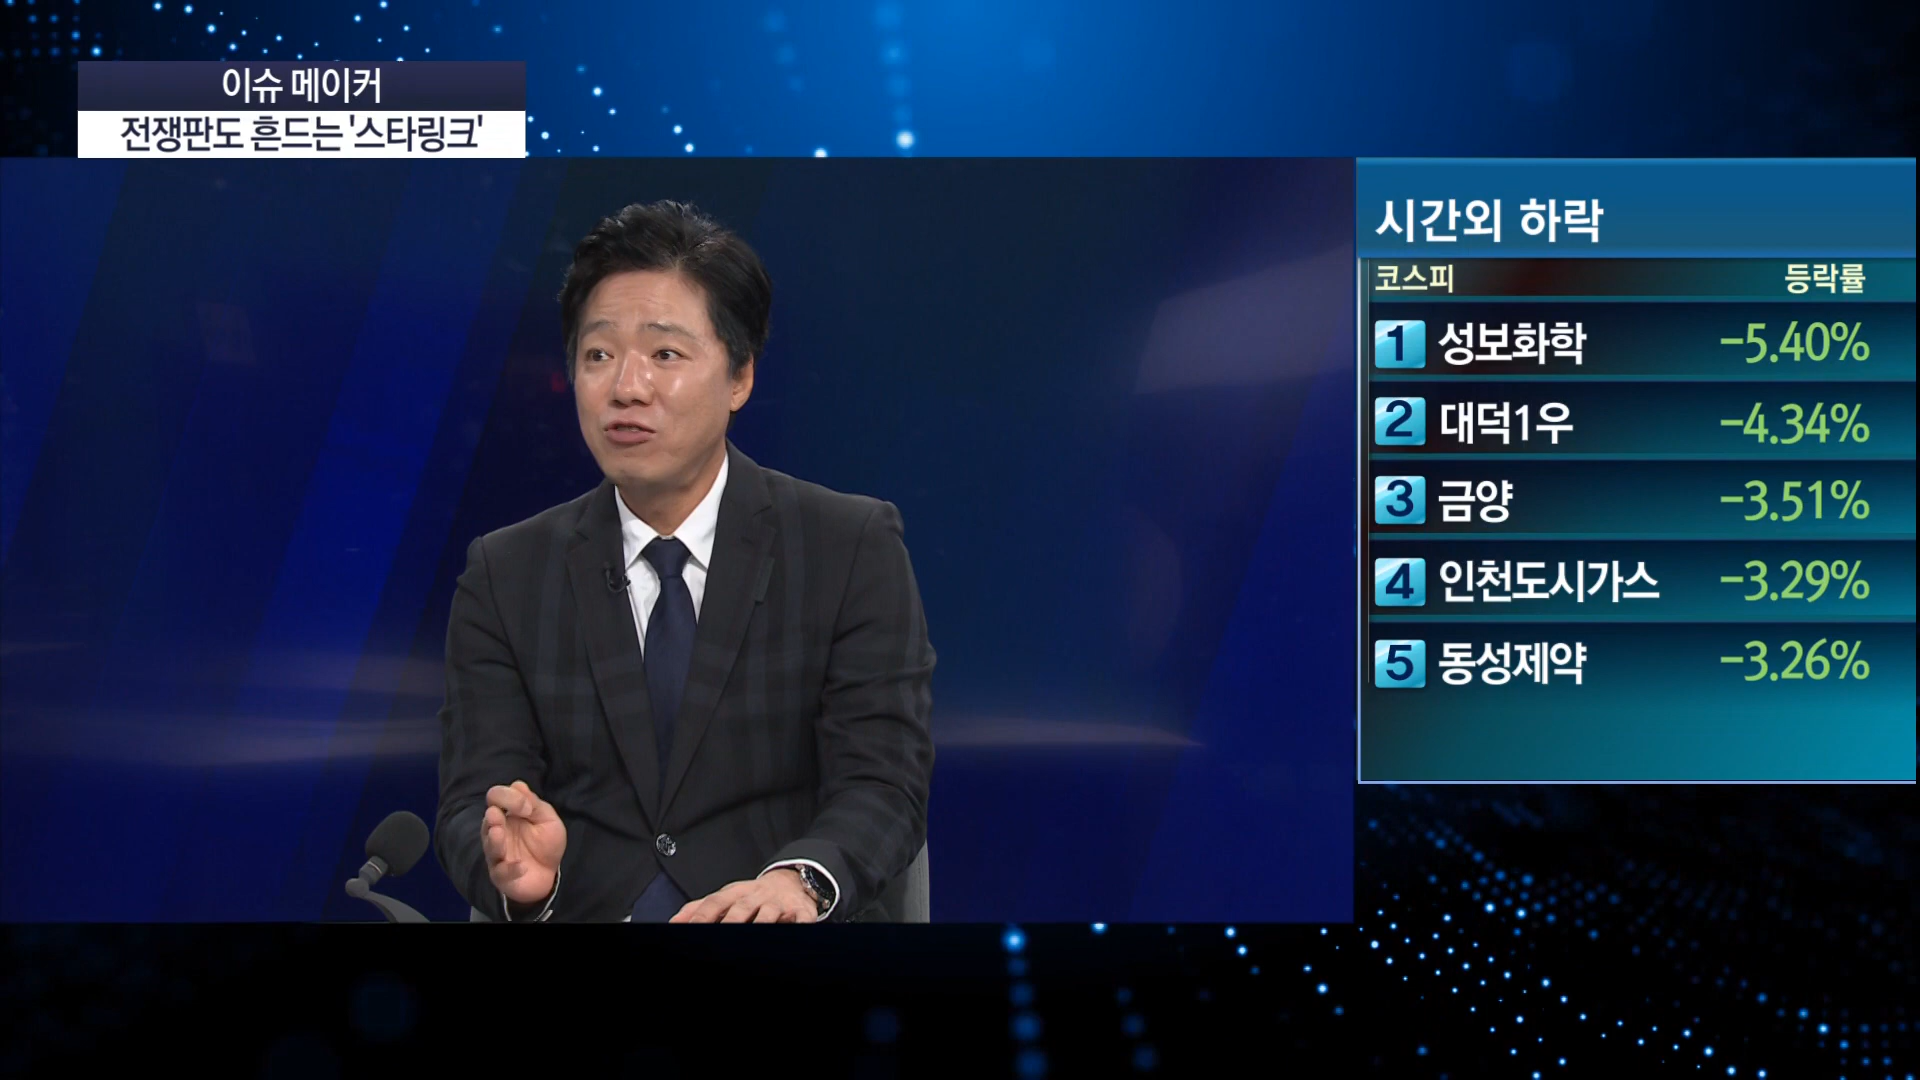 이슈 메이커
전쟁판도 흔드는 '스타링크'
시간외 하락
코스피 등락률
1 성보화학 -5.40%
2 대덕1우 -4.34%
3 금양 -3.51%
4 인천도시가스 -3.29%
5 동성제약 -3.26%